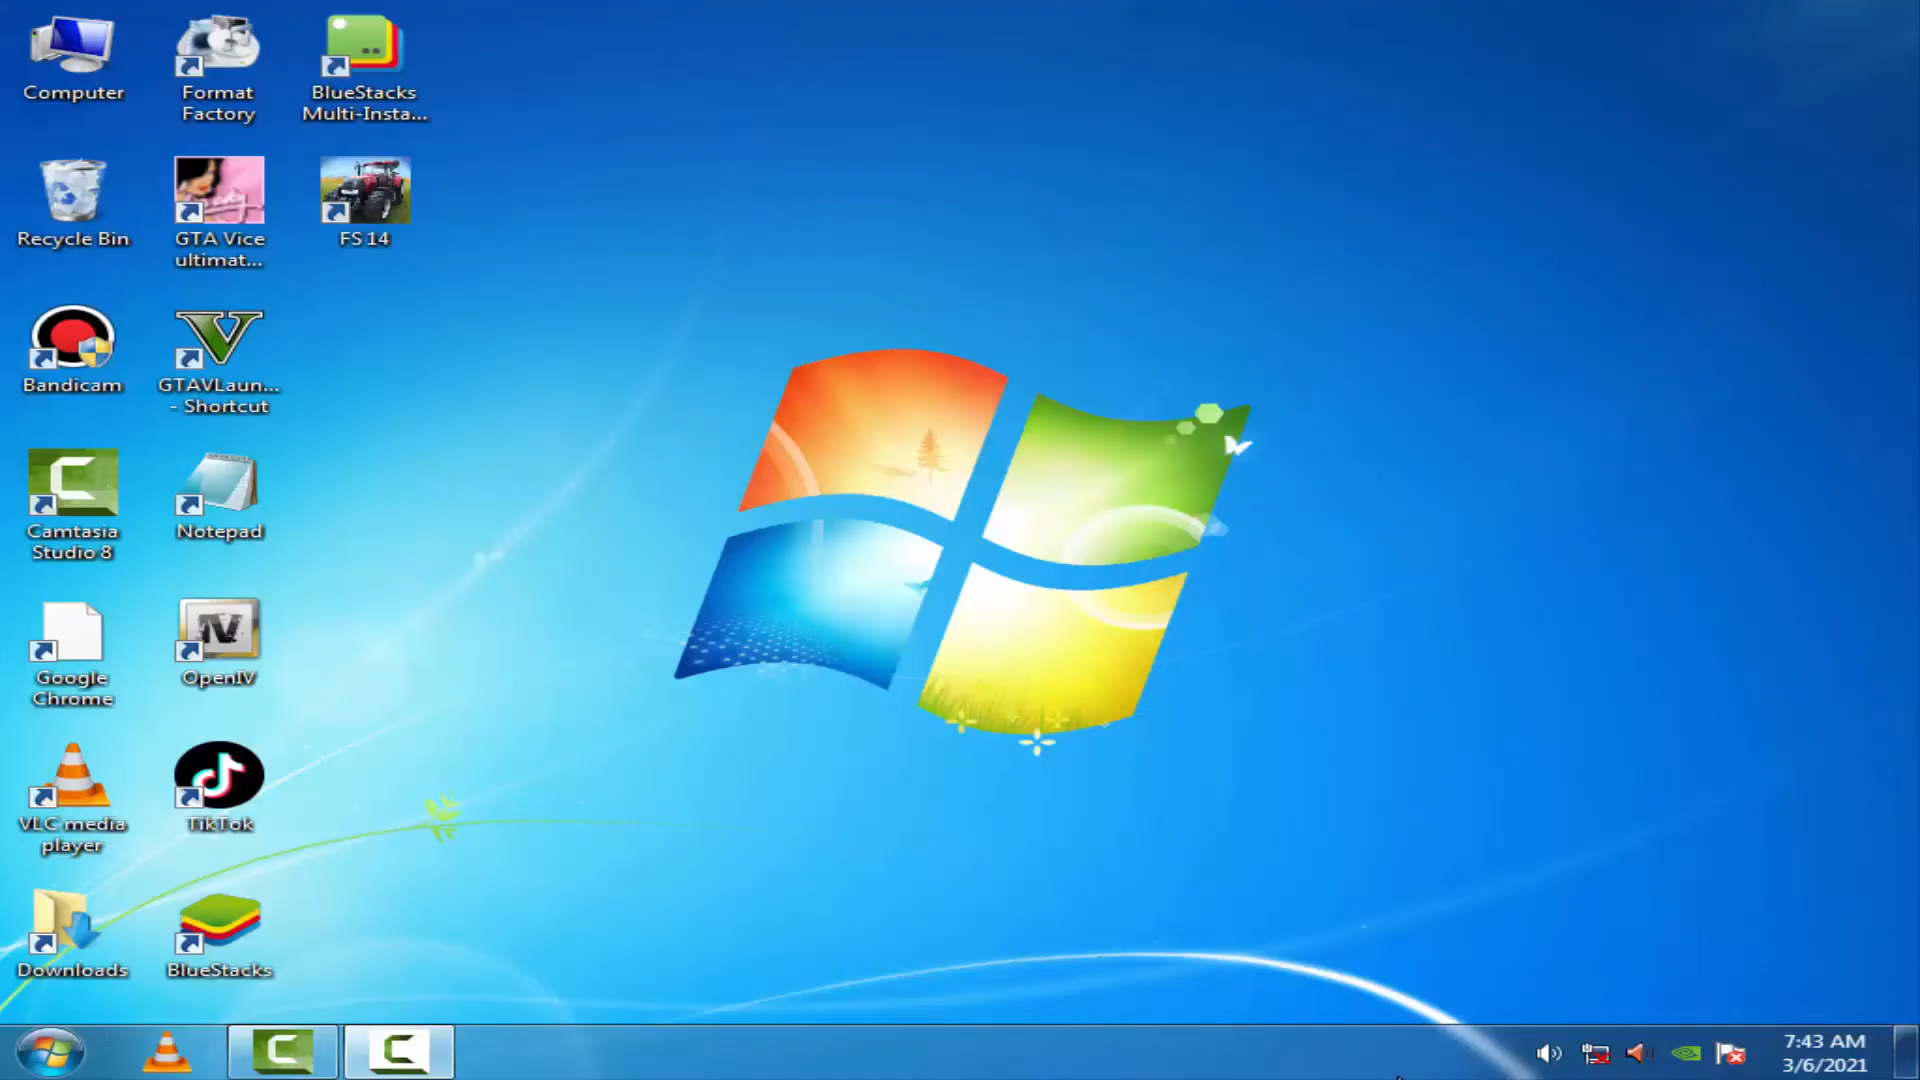 Computer
Format
Factory
BlueStacks
Multi-Insta...
Recycle Bin
GTA Vice
ultimat...
FS 14
Bandicam
GTAVLaun...
- Shortcut
Camtasia
Studio 8
Notepad
Google
Chrome
IV
OpenIV
VLC media
player
TikTok
Downloads
BlueStacks
7:43 AM
3/6/2021